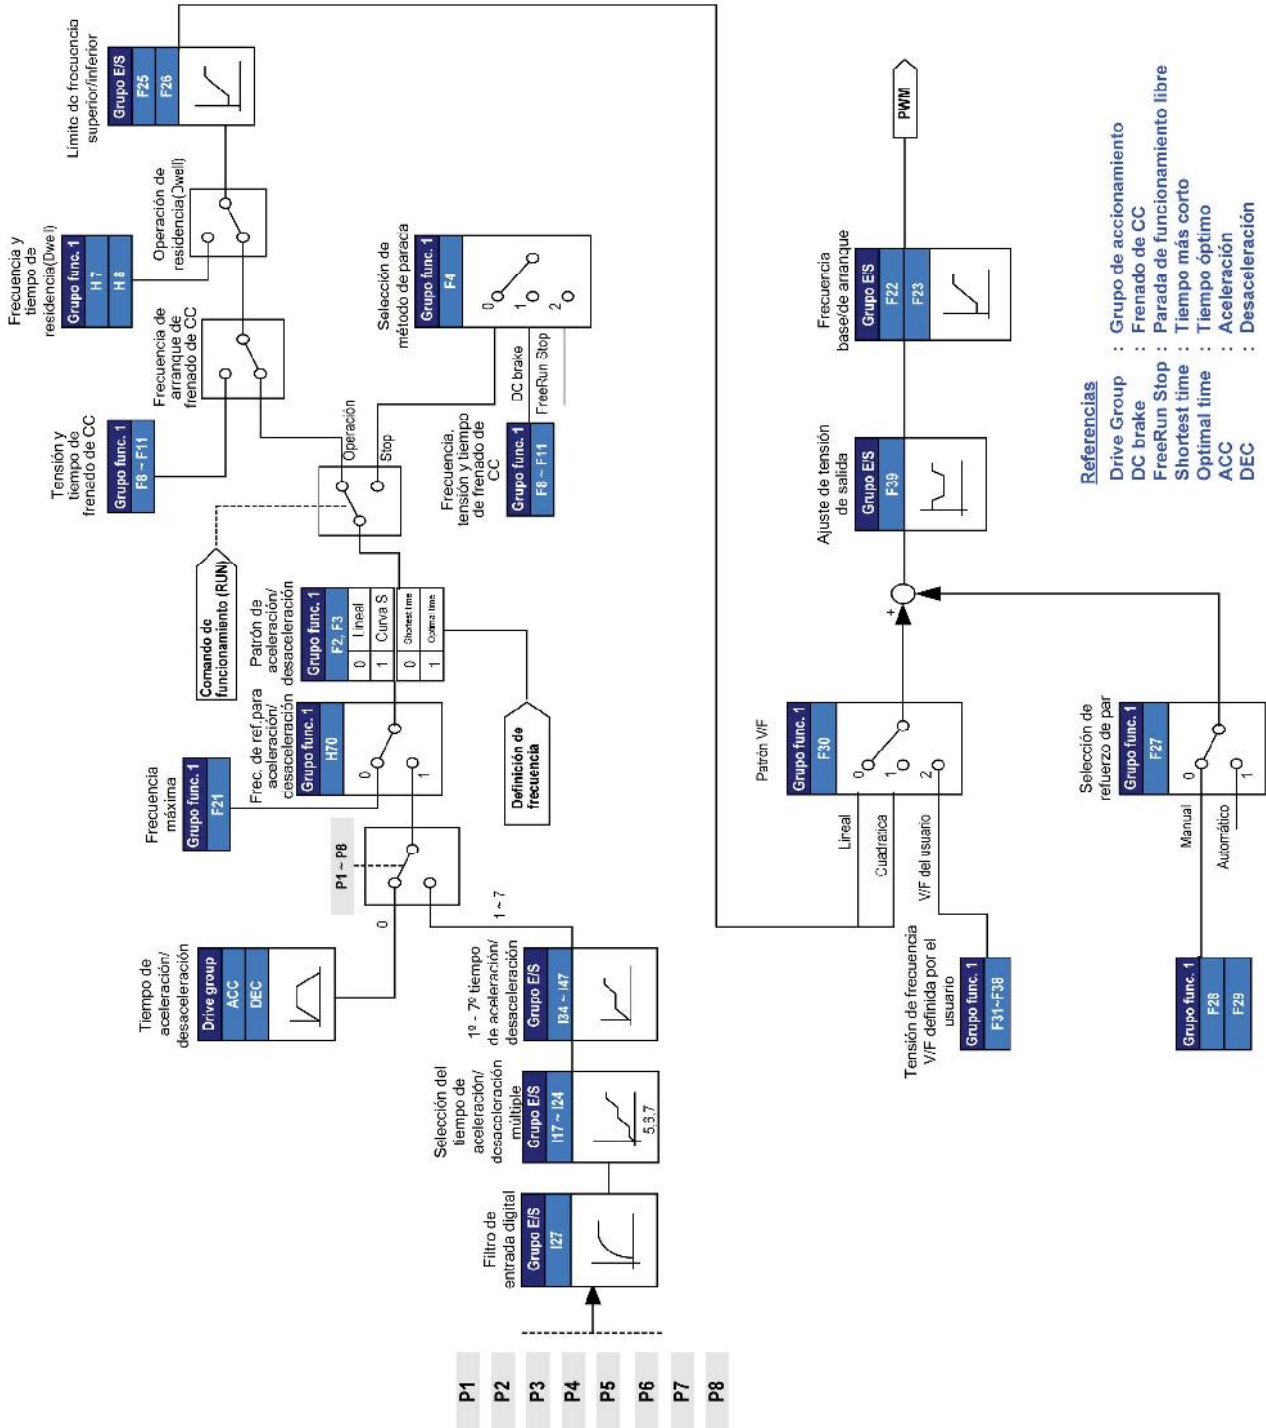 P1
P2
P3
P4
P5
P6
P7
P8
Filtro de
entrada digital
Grupo E/S
I27
Selección del
tiempo de
aceleración/
desaceleración
múltiple
Grupo E/S
I17 ~ I24
5,3,7
1º - 7º tiempo
de aceleración/
desaceleración
Grupo E/S
I34 ~ I47
Tiempo de
aceleración/
desaceleración
Drive group
ACC
DEC
0
1 ~ 7
P1 ~ P8
Frecuencia
máxima
Grupo func. 1
F21
Frec. de ref.para
aceleración/
desaceleración
Grupo func. 1
H70
0
1
Patrón de
aceleración/
desaceleración
Grupo func. 1
F2, F3
0 Lineal
1 Curva S
0 Shortest time
1 Optimal time
Definición de
frecuencia
Comando de
funcionamiento (RUN)
Operación
Stop
Tensión y
tiempo de
frenado de CC
Grupo func. 1
F8 ~ F11
Frecuencia de
arranque de
frenado de CC
Frecuencia y
tiempo de
residencia(Dwell)
Grupo func. 1
H 7
H 8
Operación de
residencia(Dwell)
Límite de frecuencia
superior/inferior
Grupo E/S
F25
F26
Frecuencia,
tensión y tiempo
de frenado de
CC
Grupo func. 1
F8 ~ F11
Selección de
método de parada
Grupo func. 1
F4
0
1
2
DC brake
FreeRun Stop
Tensión de frecuencia
V/F definida por el
usuario
Grupo func. 1
F31~F38
Patrón V/F
Grupo func. 1
F30
0
1
2
Lineal
Cuadratica
V/F del usuario
Grupo func. 1
F28
F29
Selección de
refuerzo de par
Grupo func. 1
F27
0
1
Manual
Automático
+
Ajuste de tensión
de salida
Grupo E/S
F39
Frecuencia
base/de arranque
Grupo E/S
F22
F23
PWM
Referencias
Drive Group : Grupo de accionamiento
DC brake : Frenado de CC
FreeRun Stop : Parada de funcionamiento libre
Shortest time : Tiempo más corto
Optimal time : Tiempo óptimo
ACC : Aceleración
DEC : Desaceleración